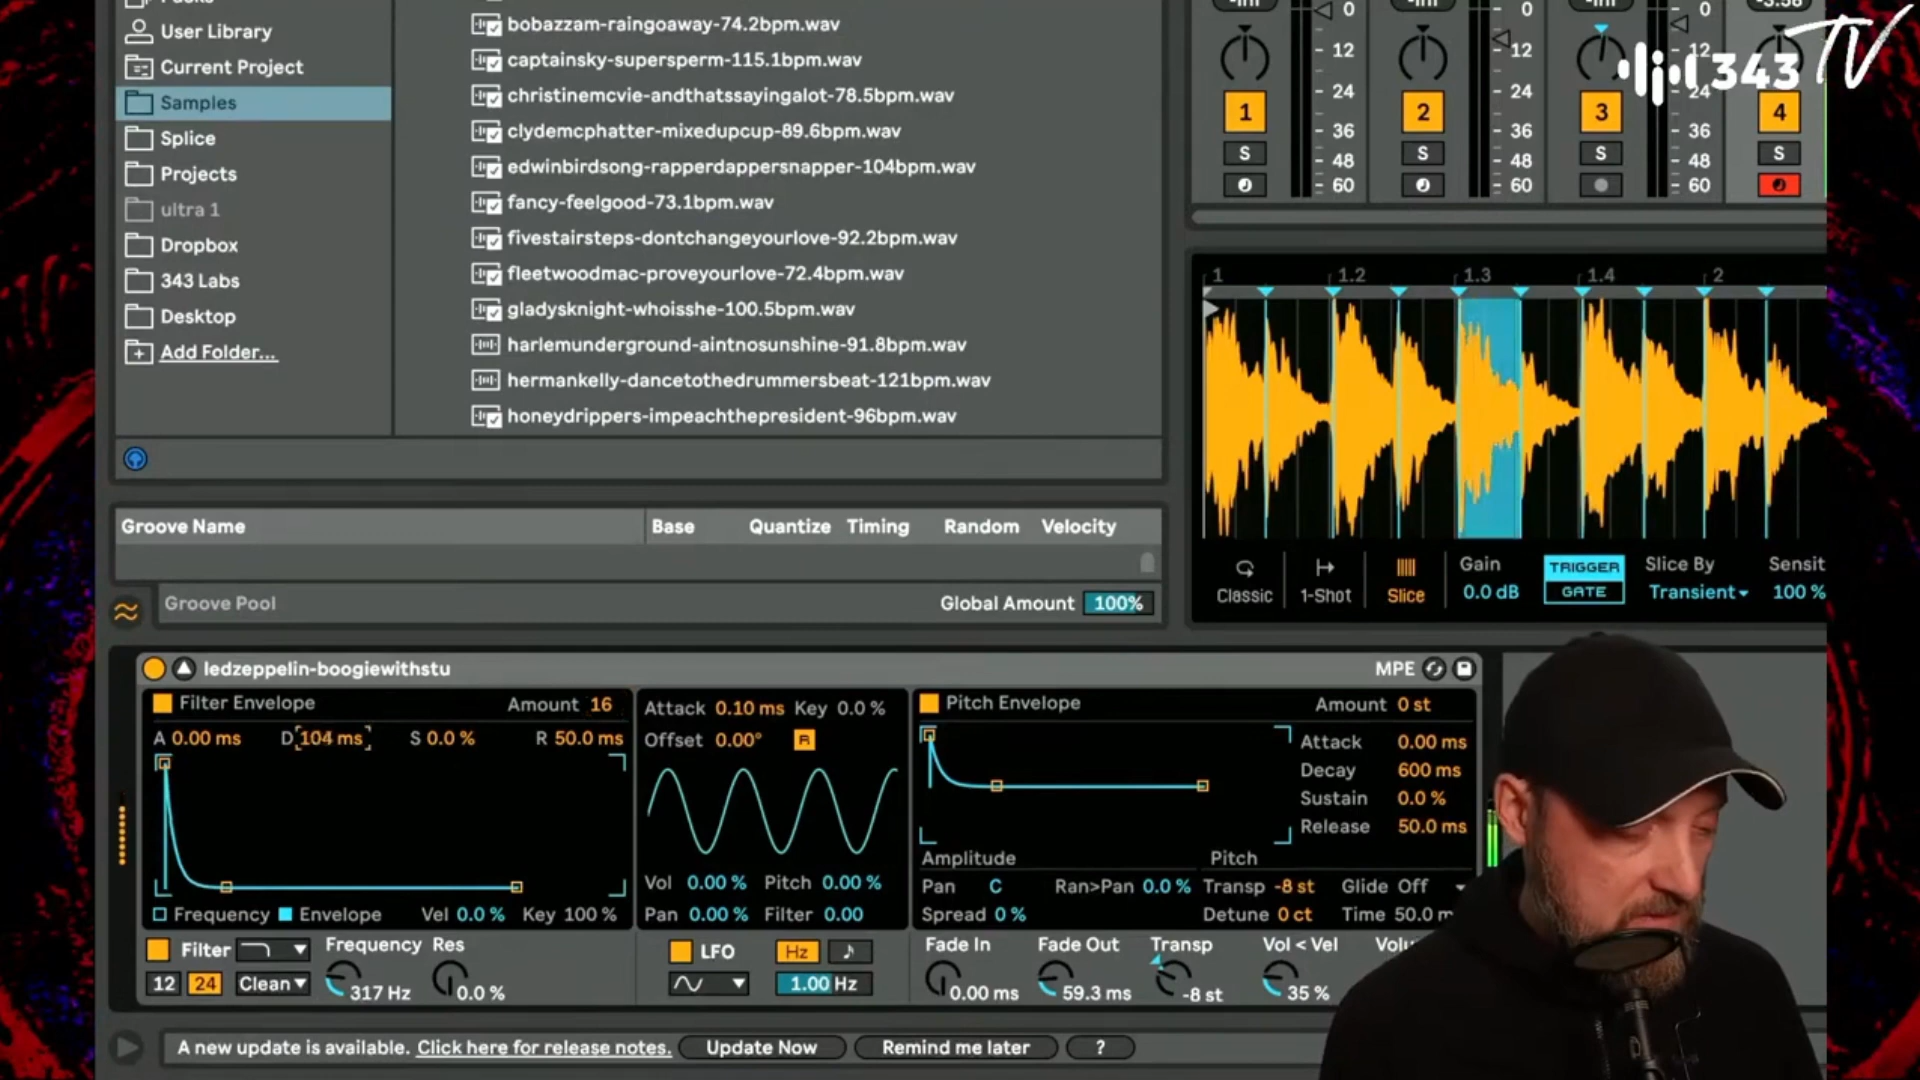 User Library
Current Project
Samples
Splice
Projects
ultra 1
Dropbox
343 Labs
Desktop
Add Folder...
bobazzam-raingoaway-74.2bpm.wav
captainsky-supersperm-115.1bpm.wav
christinemcvie-andthatssayingalot-78.5bpm.wav
clydemcphatter-mixedupcup-89.6bpm.wav
edwinbirdsong-rapperdappersnapper-104bpm.wav
fancy-feelgood-73.1bpm.wav
fivestairsteps-dontchangeyourlove-92.2bpm.wav
fleetwoodmac-proveyourlove-72.4bpm.wav
gladysknight-whoisshe-100.5bpm.wav
harlemunderground-aintnosunshine-91.8bpm.wav
hermankelly-dancetothedrummersbeat-121bpm.wav
honeydrippers-impeachthepresident-96bpm.wav
0 0 0
12 12 12
24 24 24
1 2 3 4
36 36 36
S S S S
48 48 48
60 60 60
343 TV
1 1.2 1.3 1.4 2
Classic 1-Shot Slice
Gain
0.0 dB
TRIGGER
GATE
Slice By
Transient
Sensit
100 %
Groove Name Base Quantize Timing Random Velocity
Groove Pool Global Amount 100%
ledzeppelin-boogiewithstu MPE
Filter Envelope Amount 16
A 0.00 ms D 104 ms S 0.0 % R 50.0 ms
Frequency Envelope Vel 0.0 % Key 100 %
Filter Frequency Res
12 24 Clean 317 Hz 0.0 %
Attack 0.10 ms Key 0.0 %
Offset 0.00° R
Vol 0.00 % Pitch 0.00 %
Pan 0.00 % Filter 0.00
LFO Hz
1.00 Hz
Pitch Envelope Amount 0 st
Attack 0.00 ms
Decay 600 ms
Sustain 0.0 %
Release 50.0 ms
Amplitude Pitch
Pan C Ran>Pan 0.0 % Transp -8 st Glide Off
Spread 0 % Detune 0 ct Time 50.0 m
Fade In Fade Out Transp Vol < Vel Volu
0.00 ms 59.3 ms -8 st 35 %
A new update is available. Click here for release notes. Update Now Remind me later ?